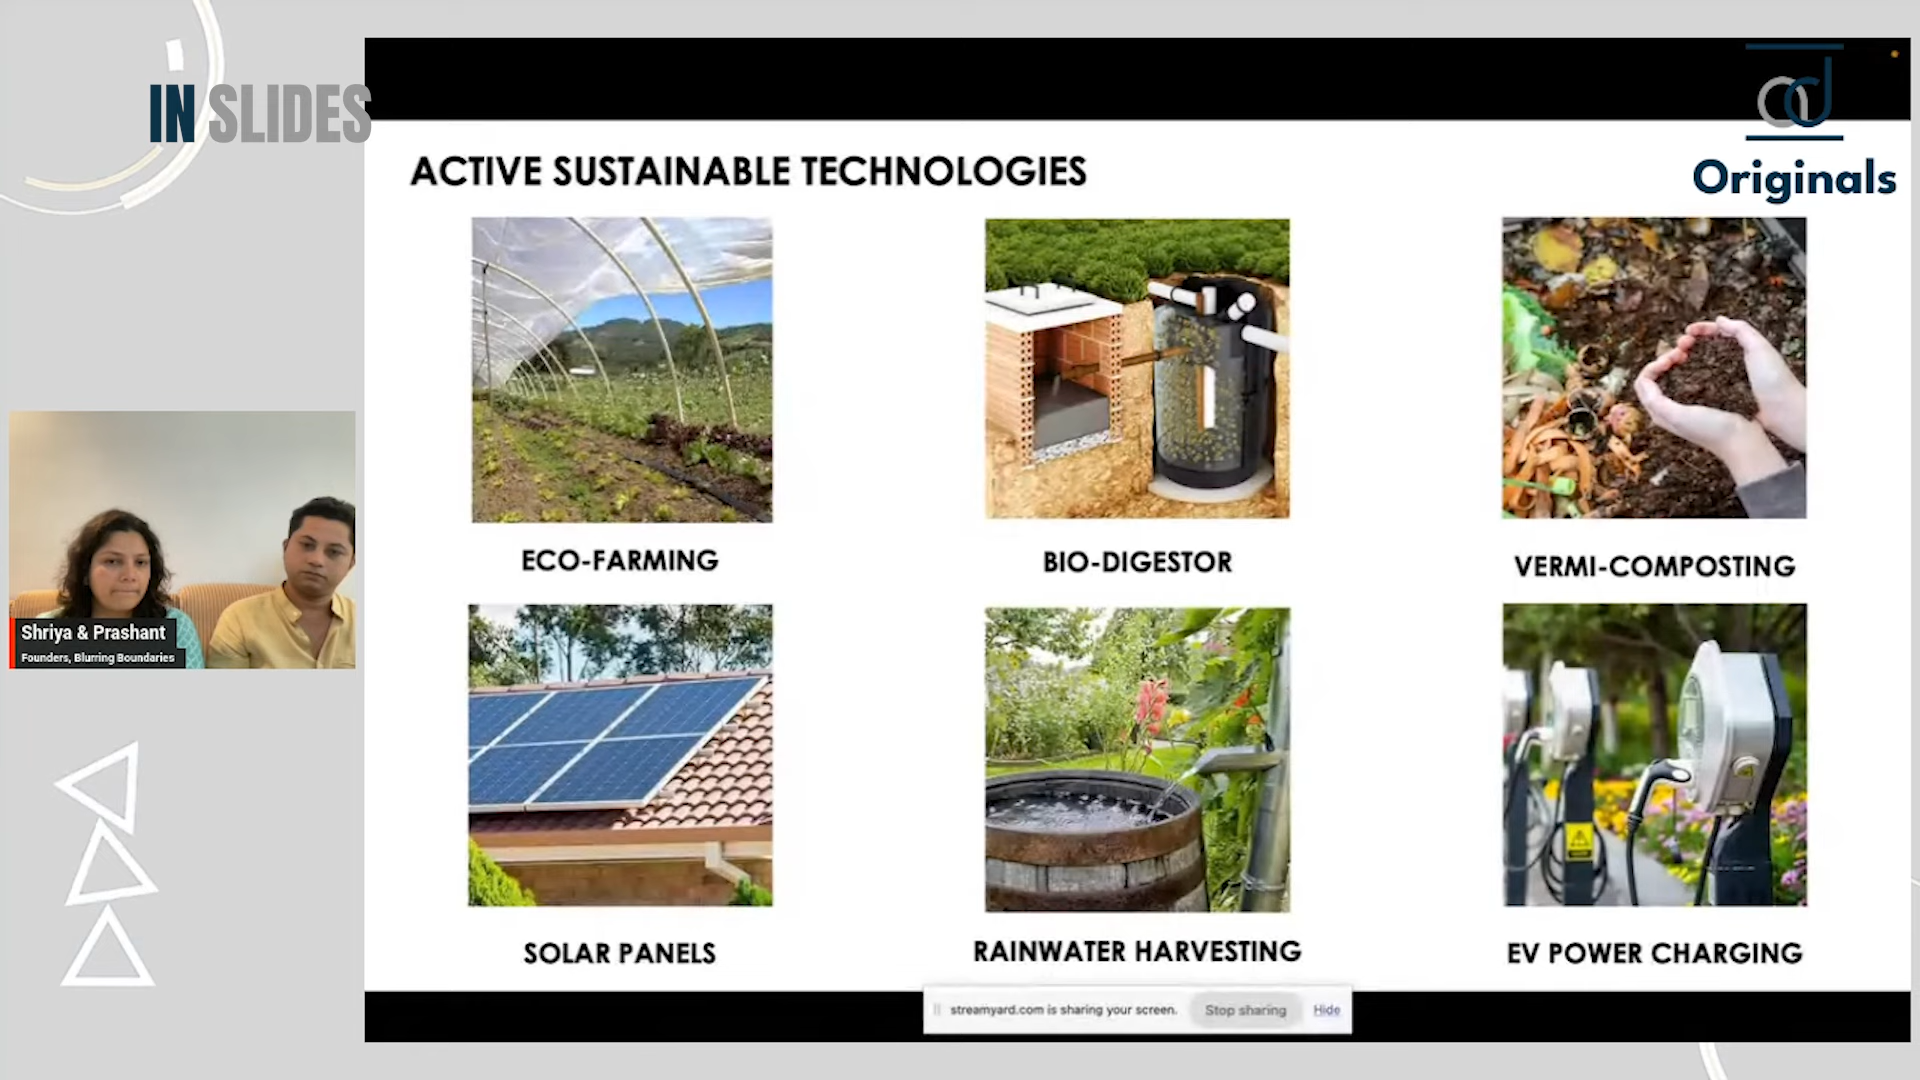 IN SLIDES
ad
Originals
ACTIVE SUSTAINABLE TECHNOLOGIES
ECO-FARMING
BIO-DIGESTOR
VERMI-COMPOSTING
SOLAR PANELS
RAINWATER HARVESTING
EV POWER CHARGING
Shriya & Prashant
Founders, Blurring Boundaries
streamyard.com is sharing your screen. Stop sharing Hide